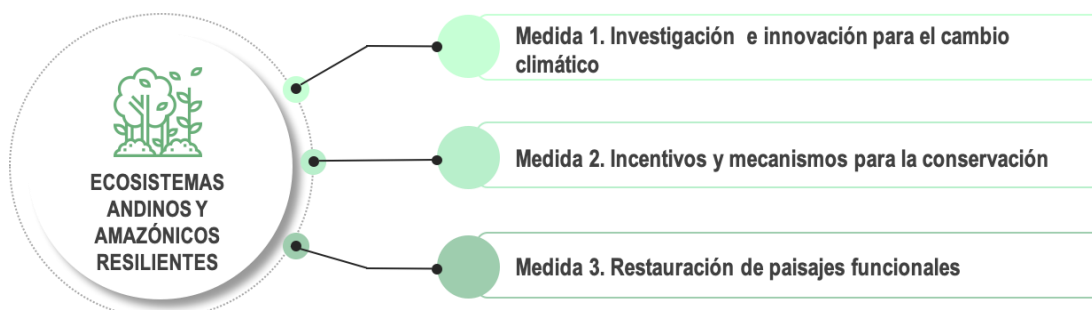 ECOSISTEMAS
ANDINOS Y
AMAZÓNICOS
RESILIENTES
Medida 1. Investigación e innovación para el cambio
climático
Medida 2. Incentivos y mecanismos para la conservación
Medida 3. Restauración de paisajes funcionales